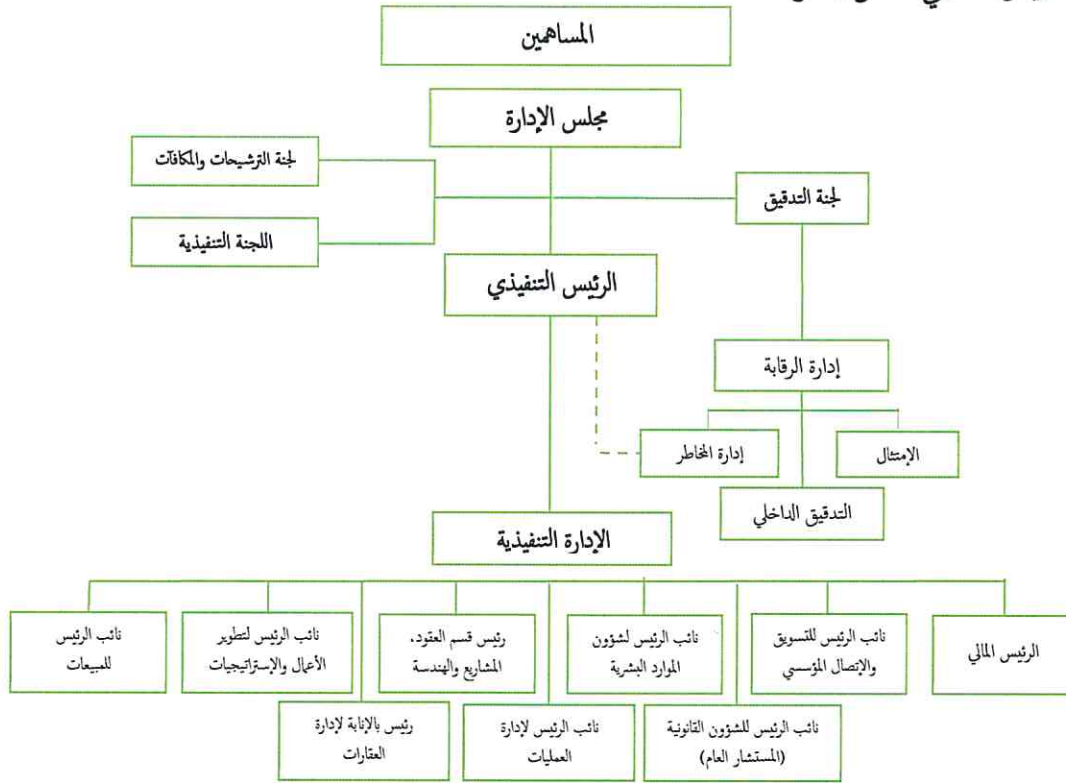 المساهمين
مجلس الإدارة
لجنة الترشيحات والمكافآت
لجنة التدقيق
اللجنة التنفيذية
الرئيس التنفيذي
إدارة الرقابة
الإمتثال
إدارة المخاطر
التدقيق الداخلي
الإدارة التنفيذية
الرئيس المالي
نائب الرئيس للتسويق
والإتصال المؤسسي
نائب الرئيس لشؤون
الموارد البشرية
رئيس قسم العقود،
المشاريع والهندسة
نائب الرئيس لتطوير
الأعمال والإستراتيجيات
نائب الرئيس
للمبيعات
نائب الرئيس للشؤون القانونية
(المستشار العام)
نائب الرئيس لإدارة
العمليات
رئيس بالإنابة لإدارة
العقارات